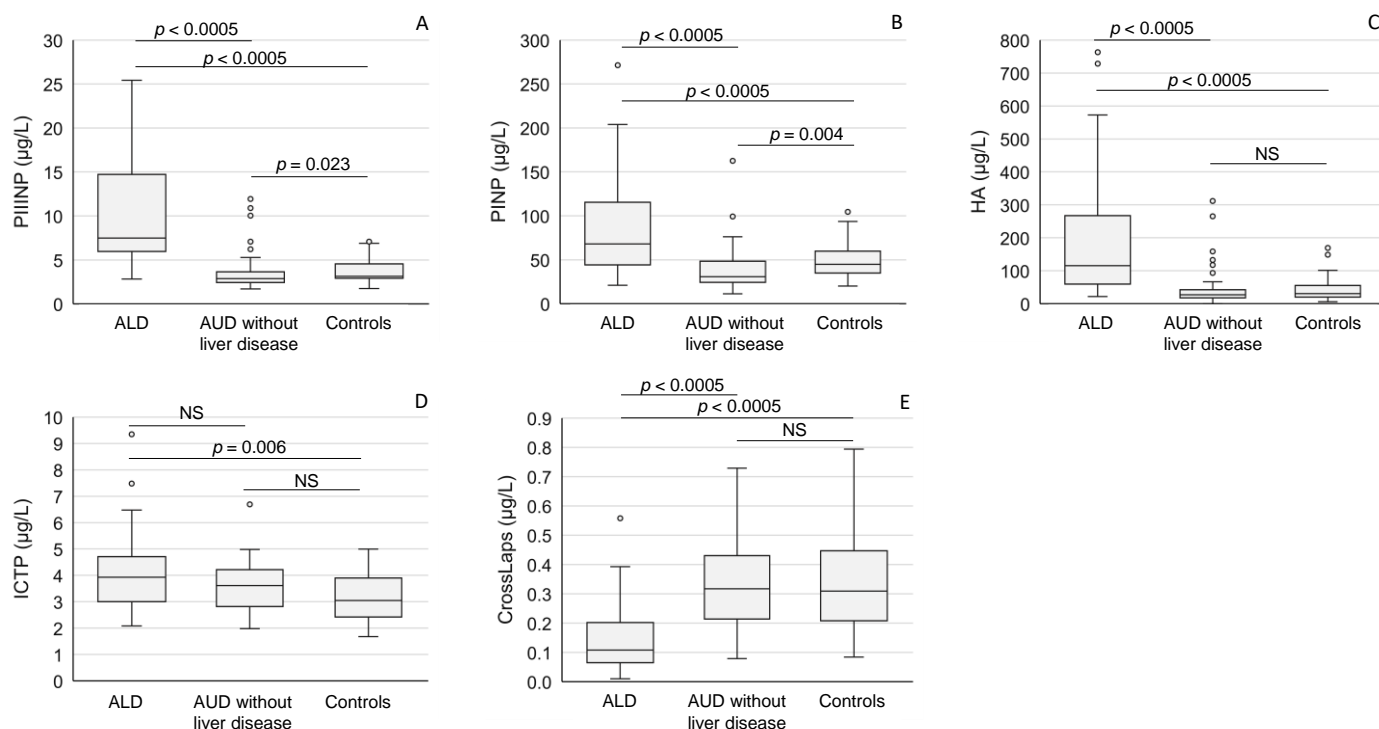 A
p < 0.0005
p < 0.0005
p = 0.023
PIIINP (µg/L)
30
25
20
15
10
5
0
ALD
AUD without
liver disease
Controls
B
p < 0.0005
p < 0.0005
p = 0.004
PINP (µg/L)
300
250
200
150
100
50
0
ALD
AUD without
liver disease
Controls
C
p < 0.0005
p < 0.0005
NS
HA (µg/L)
800
700
600
500
400
300
200
100
0
ALD
AUD without
liver disease
Controls
D
NS
p = 0.006
NS
ICTP (µg/L)
10
9
8
7
6
5
4
3
2
1
0
ALD
AUD without
liver disease
Controls
E
p < 0.0005
p < 0.0005
NS
CrossLaps (µg/L)
0.9
0.8
0.7
0.6
0.5
0.4
0.3
0.2
0.1
0.0
ALD
AUD without
liver disease
Controls